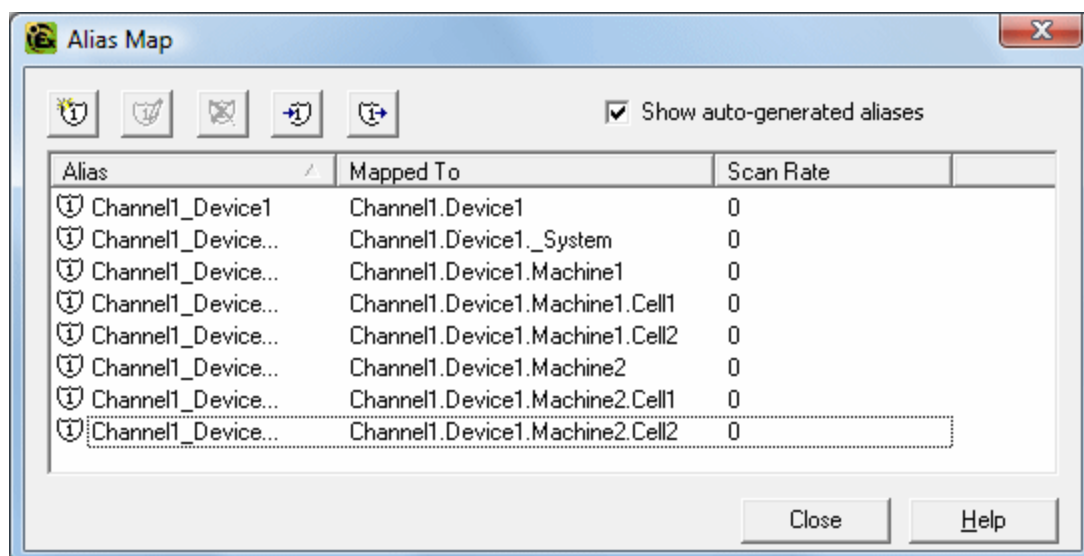 Alias Map
Show auto-generated aliases
Alias Mapped To Scan Rate
Channel1_Device1 Channel1.Device1 0
Channel1_Device... Channel1.Device1._System 0
Channel1_Device... Channel1.Device1.Machine1 0
Channel1_Device... Channel1.Device1.Machine1.Cell1 0
Channel1_Device... Channel1.Device1.Machine1.Cell2 0
Channel1_Device... Channel1.Device1.Machine2 0
Channel1_Device... Channel1.Device1.Machine2.Cell1 0
Channel1_Device... Channel1.Device1.Machine2.Cell2 0
Close Help